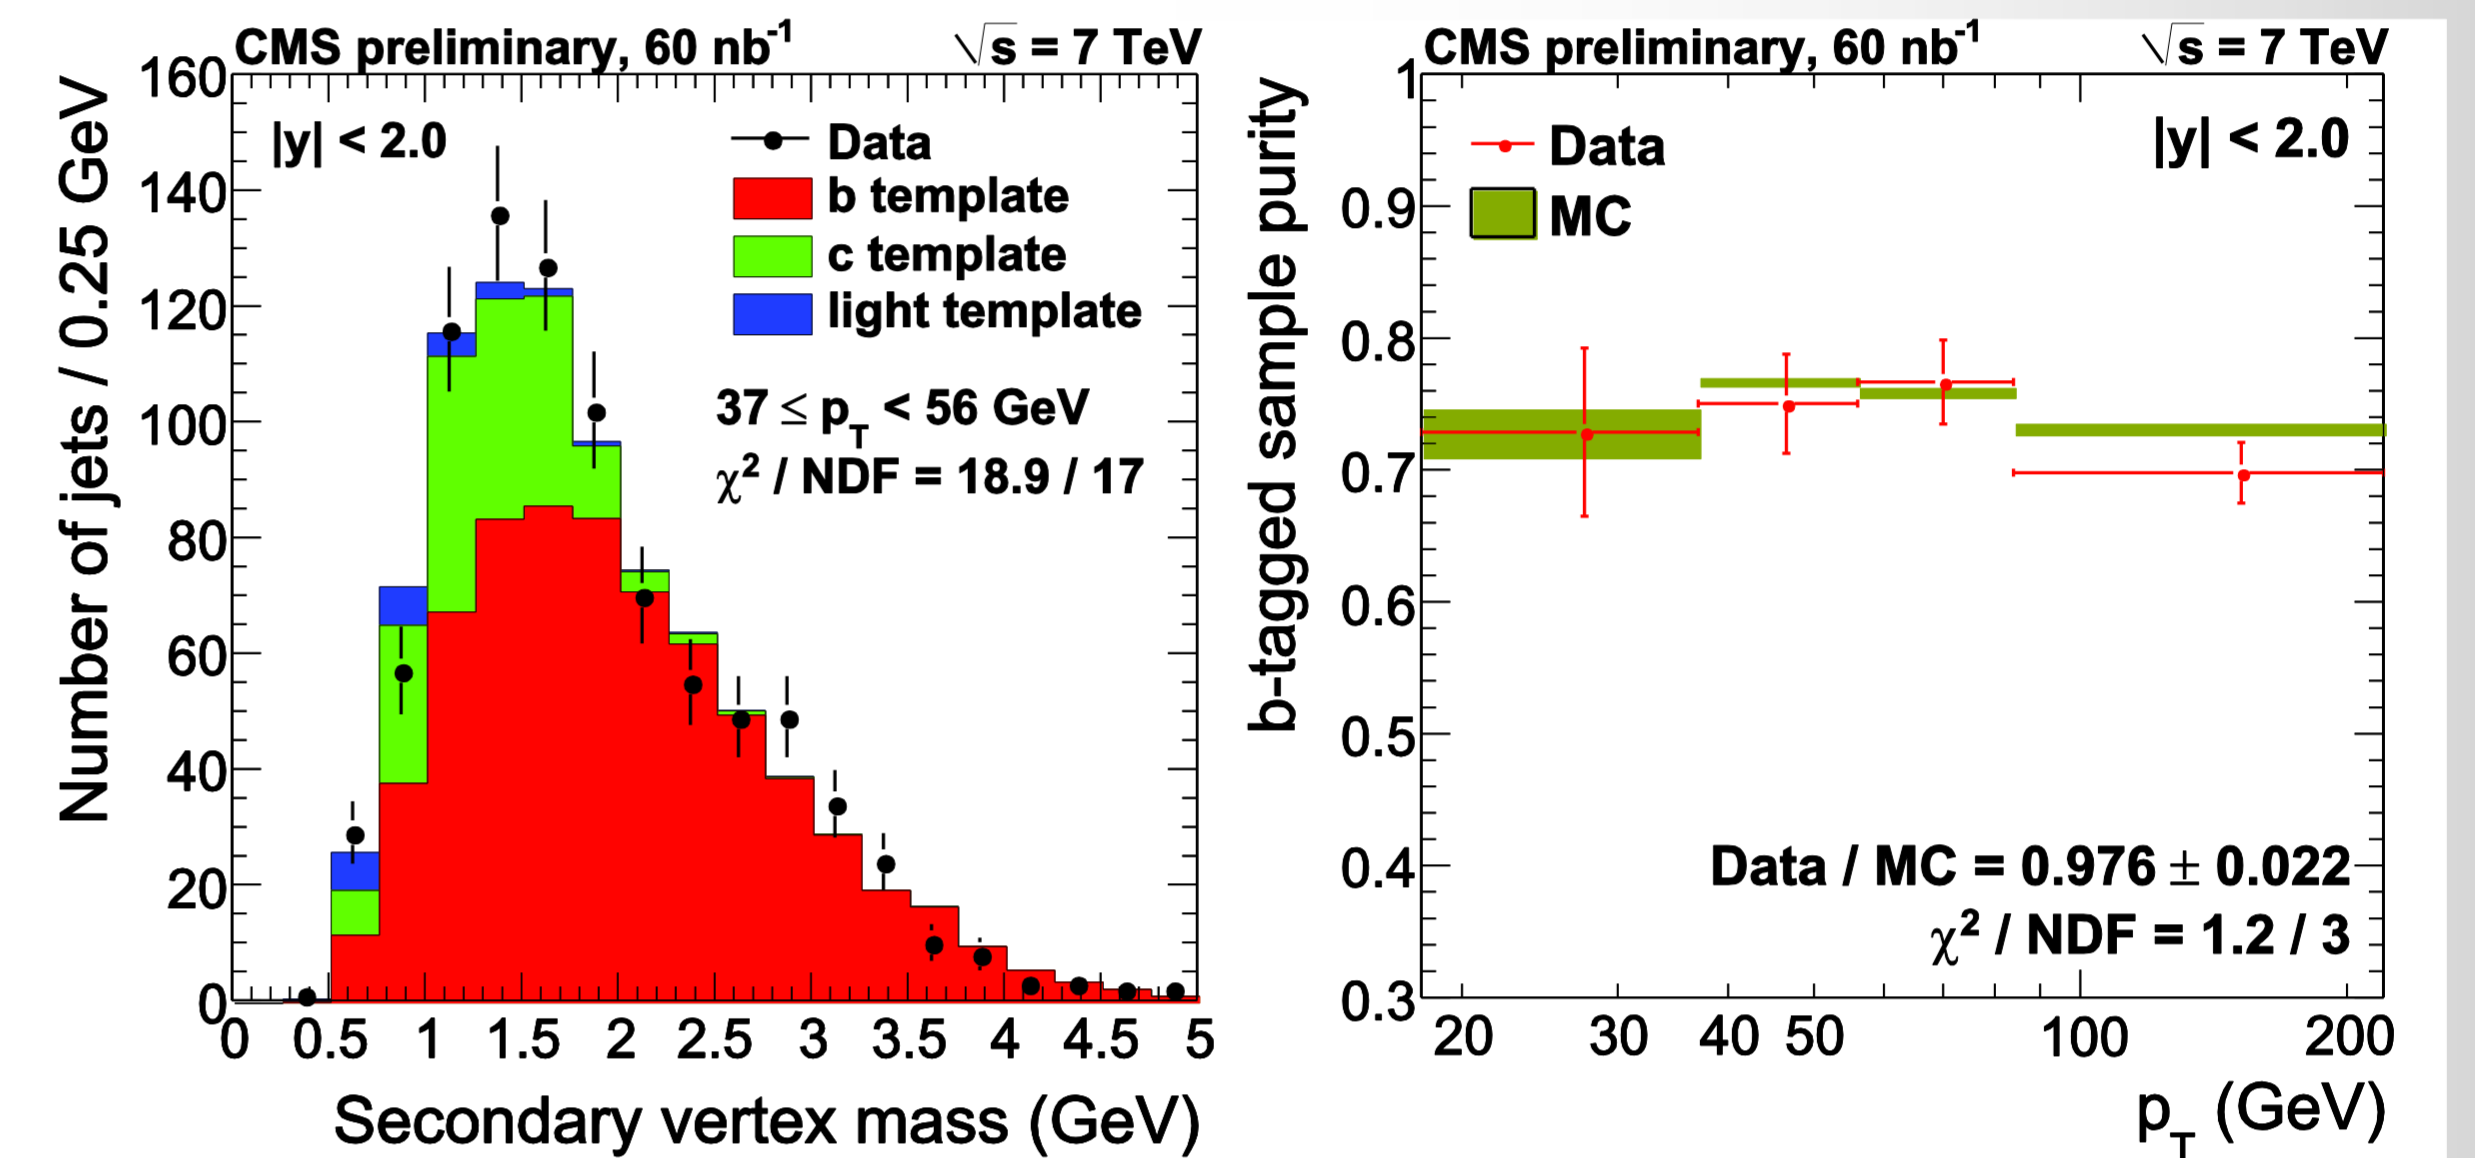 CMS preliminary, 60 nb⁻¹ √s = 7 TeV
Number of jets / 0.25 GeV
160
140
120
100
80
60
40
20
0
|y| < 2.0
Data
b template
c template
light template
37 ≤ p_T < 56 GeV
χ² / NDF = 18.9 / 17
0 0.5 1 1.5 2 2.5 3 3.5 4 4.5 5
Secondary vertex mass (GeV)
CMS preliminary, 60 nb⁻¹ √s = 7 TeV
b-tagged sample purity
1
0.9
0.8
0.7
0.6
0.5
0.4
0.3
Data
MC
|y| < 2.0
Data / MC = 0.976 ± 0.022
χ² / NDF = 1.2 / 3
20 30 40 50 100 200
p_T (GeV)